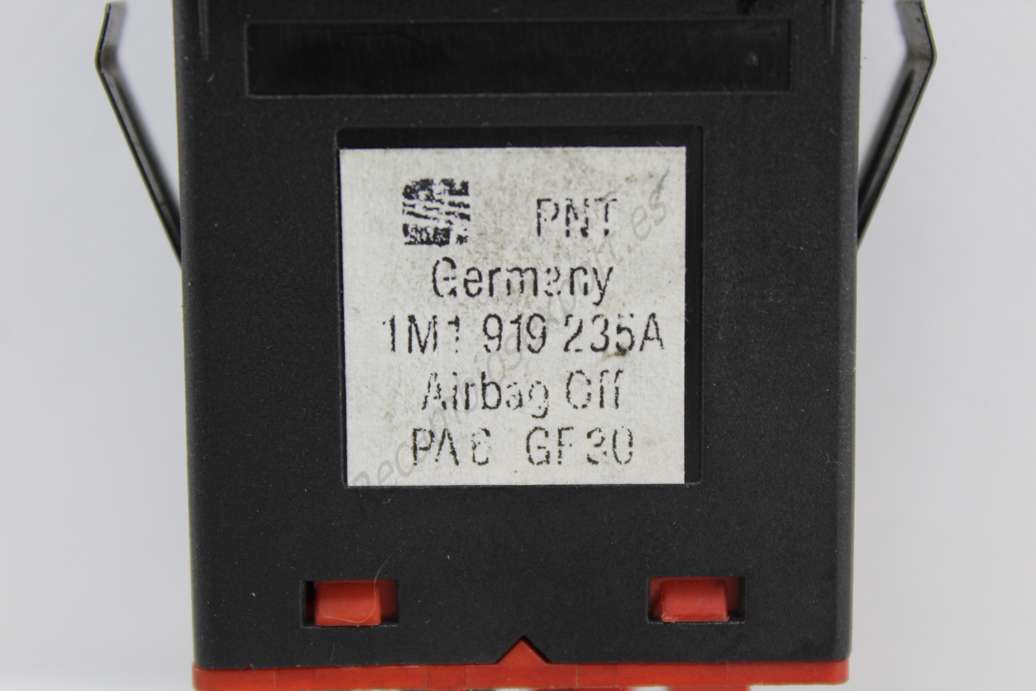 PNT
Germany
1M1 919 235A
Airbag Off
PA6 GF30